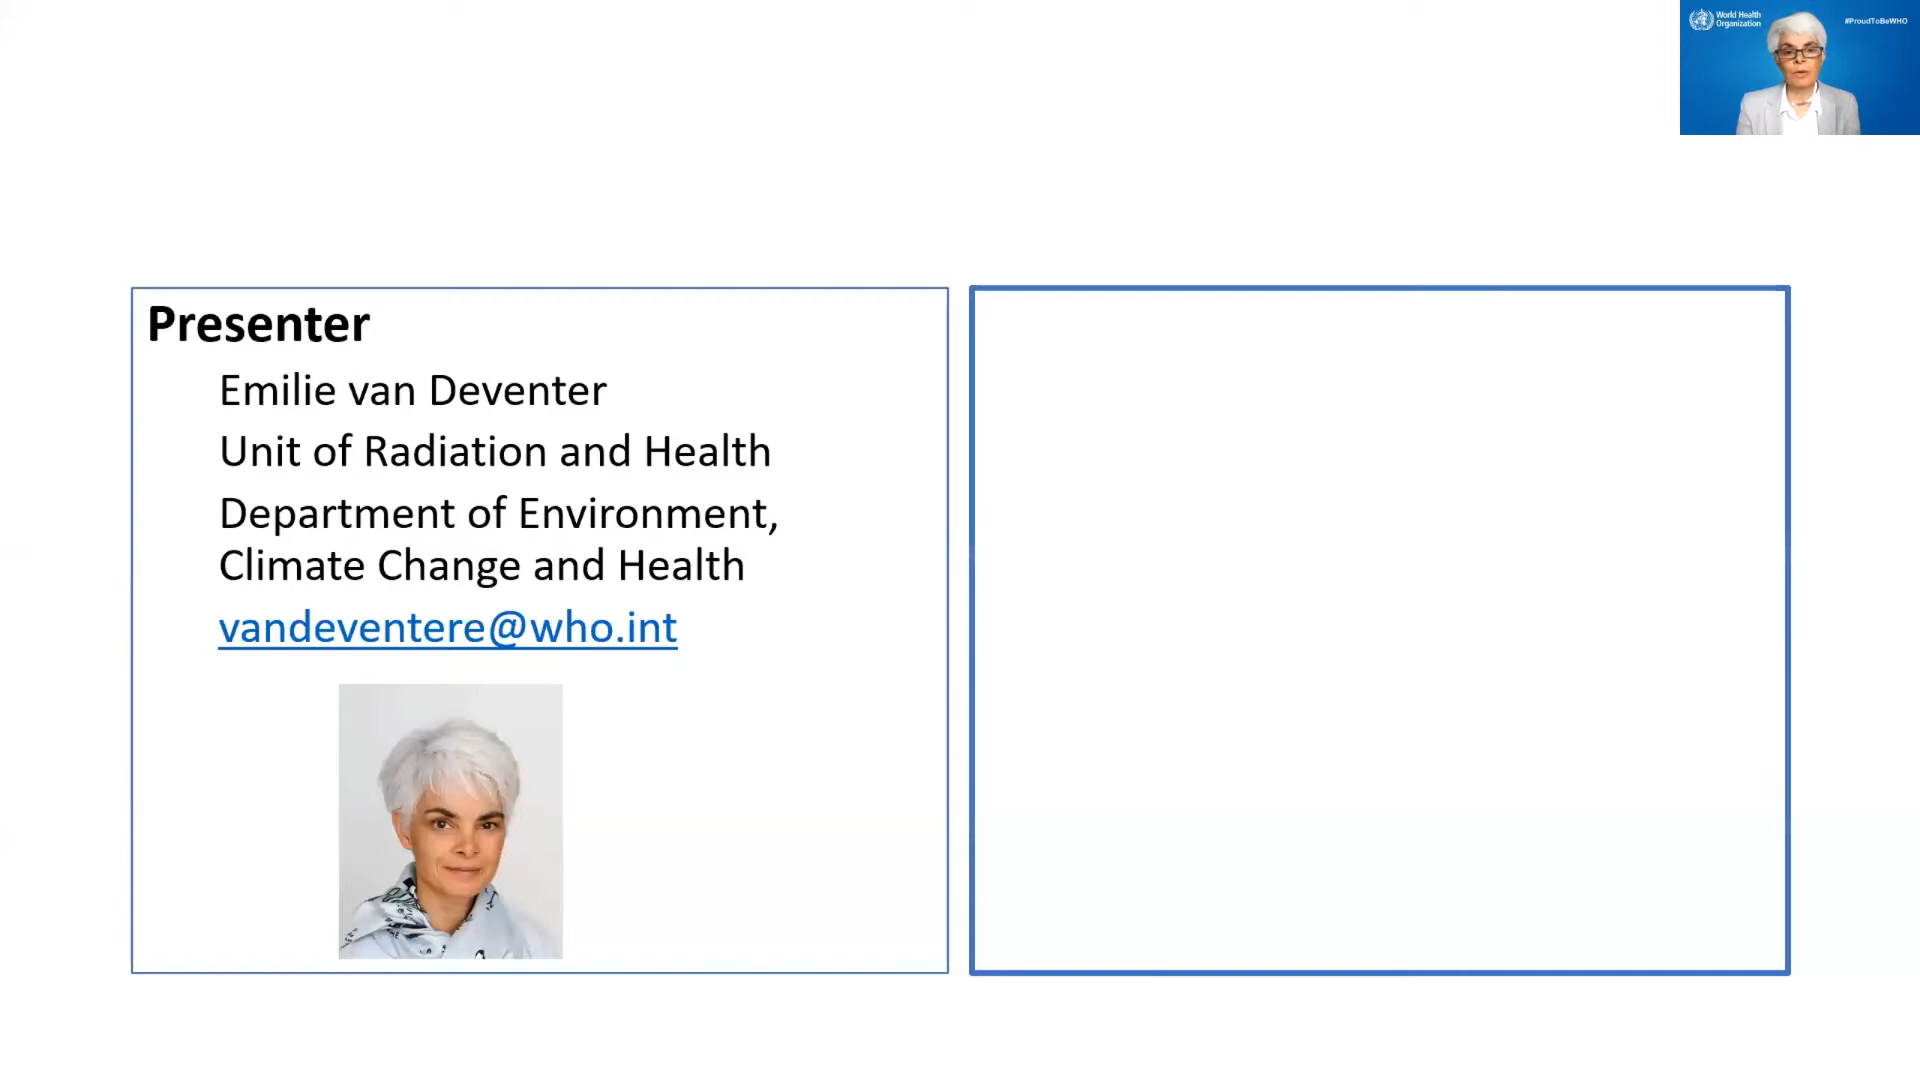 World Health
Organization
#ProudToBeWHO
Presenter
Emilie van Deventer
Unit of Radiation and Health
Department of Environment,
Climate Change and Health
vandeventere@who.int